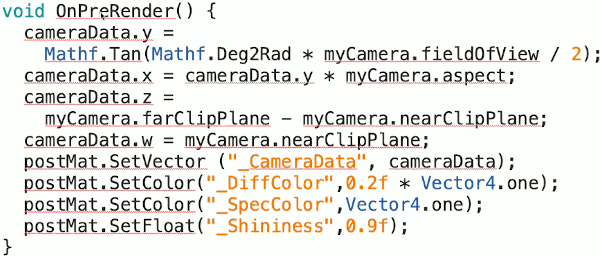 void OnPreRender() {
cameraData.y =
Mathf.Tan(Mathf.Deg2Rad * myCamera.fieldOfView / 2);
cameraData.x = cameraData.y * myCamera.aspect;
cameraData.z =
myCamera.farClipPlane - myCamera.nearClipPlane;
cameraData.w = myCamera.nearClipPlane;
postMat.SetVector ("_CameraData", cameraData);
postMat.SetColor("_DiffColor",0.2f * Vector4.one);
postMat.SetColor("_SpecColor",Vector4.one);
postMat.SetFloat("_Shininess",0.9f);
}